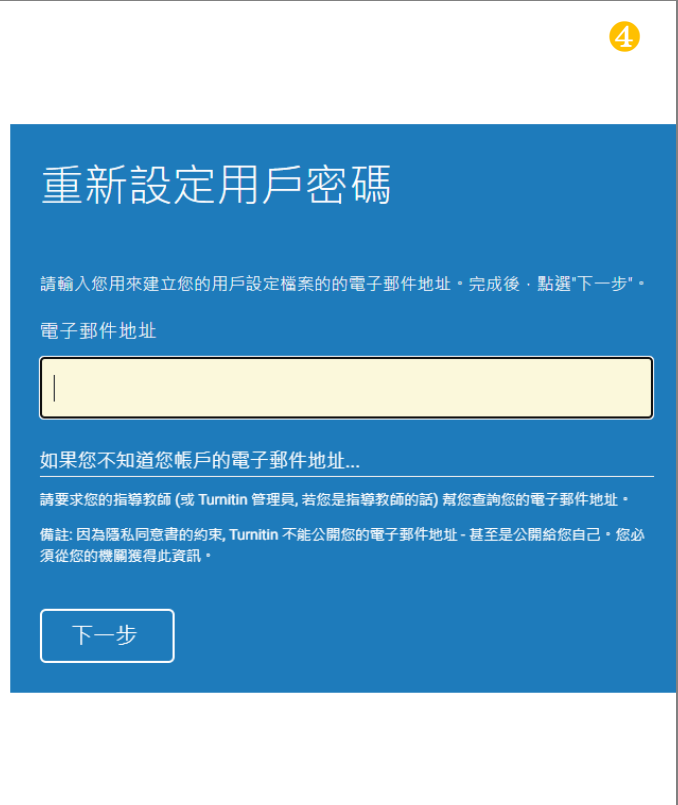 4
重新設定用戶密碼
請輸入您用來建立您的用戶設定檔案的的電子郵件地址。完成後，點選"下一步"。
電子郵件地址
如果您不知道您帳戶的電子郵件地址...
請要求您的指導教師 (或 Turnitin 管理員, 若您是指導教師的話) 幫您查詢您的電子郵件地址。
備註: 因為隱私同意書的約束, Turnitin 不能公開您的電子郵件地址 - 甚至是公開給您自己。您必
須從您的機關獲得此資訊。
下一步